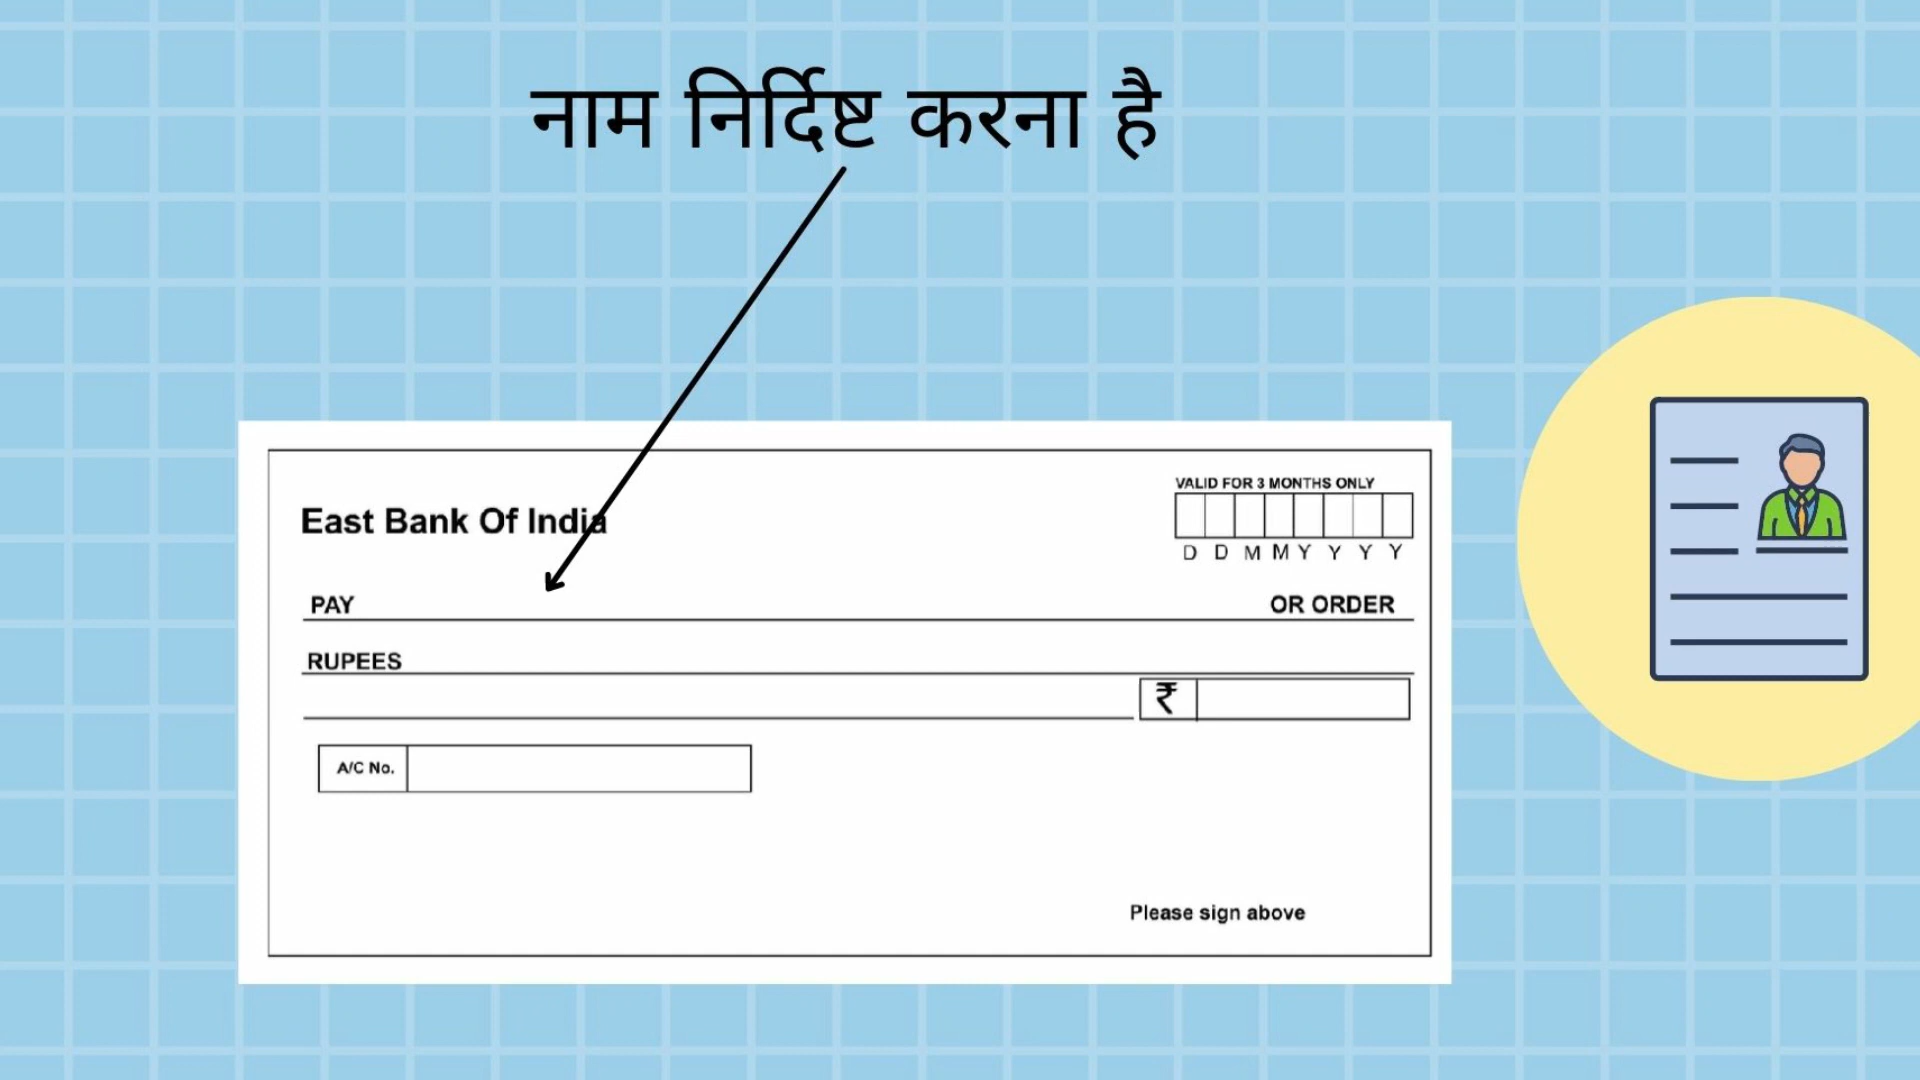 नाम निर्दिष्ट करना है
VALID FOR 3 MONTHS ONLY
East Bank Of India
D D M M Y Y Y Y
PAY OR ORDER
RUPEES
₹
A/C No.
Please sign above